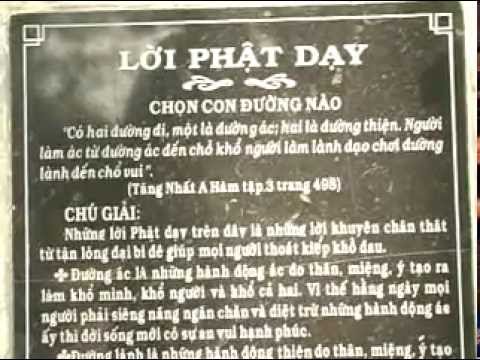 LỜI PHẬT DẠY
CHỌN CON ĐƯỜNG NÀO
"Có hai đường đi, một là đường ác; hai là đường thiện. Người
làm ác từ đường ác đến chỗ khổ người làm lành dạo chơi đường
lành đến chỗ vui".
(Tăng Nhất A Hàm tập.3 trang 498)
CHÚ GIẢI:
Những lời Phật dạy trên đây là những lời khuyên chân thật
từ tận lòng đại bi để giúp mọi người thoát kiếp khổ đau.
✤ Đường ác lÀ những hành động ác do thân, miệng, ý tạo ra
làm khổ mình, khổ người và khổ cả hai. Vì thế hằng ngày mọi
người phải siêng năng ngăn chặn và diệt trừ những hành động ác
ấy thì đời sống mới có sự an vui hạnh phúc.
✤ Đường lành là những hành động thiện do thân, miệng, ý tạo